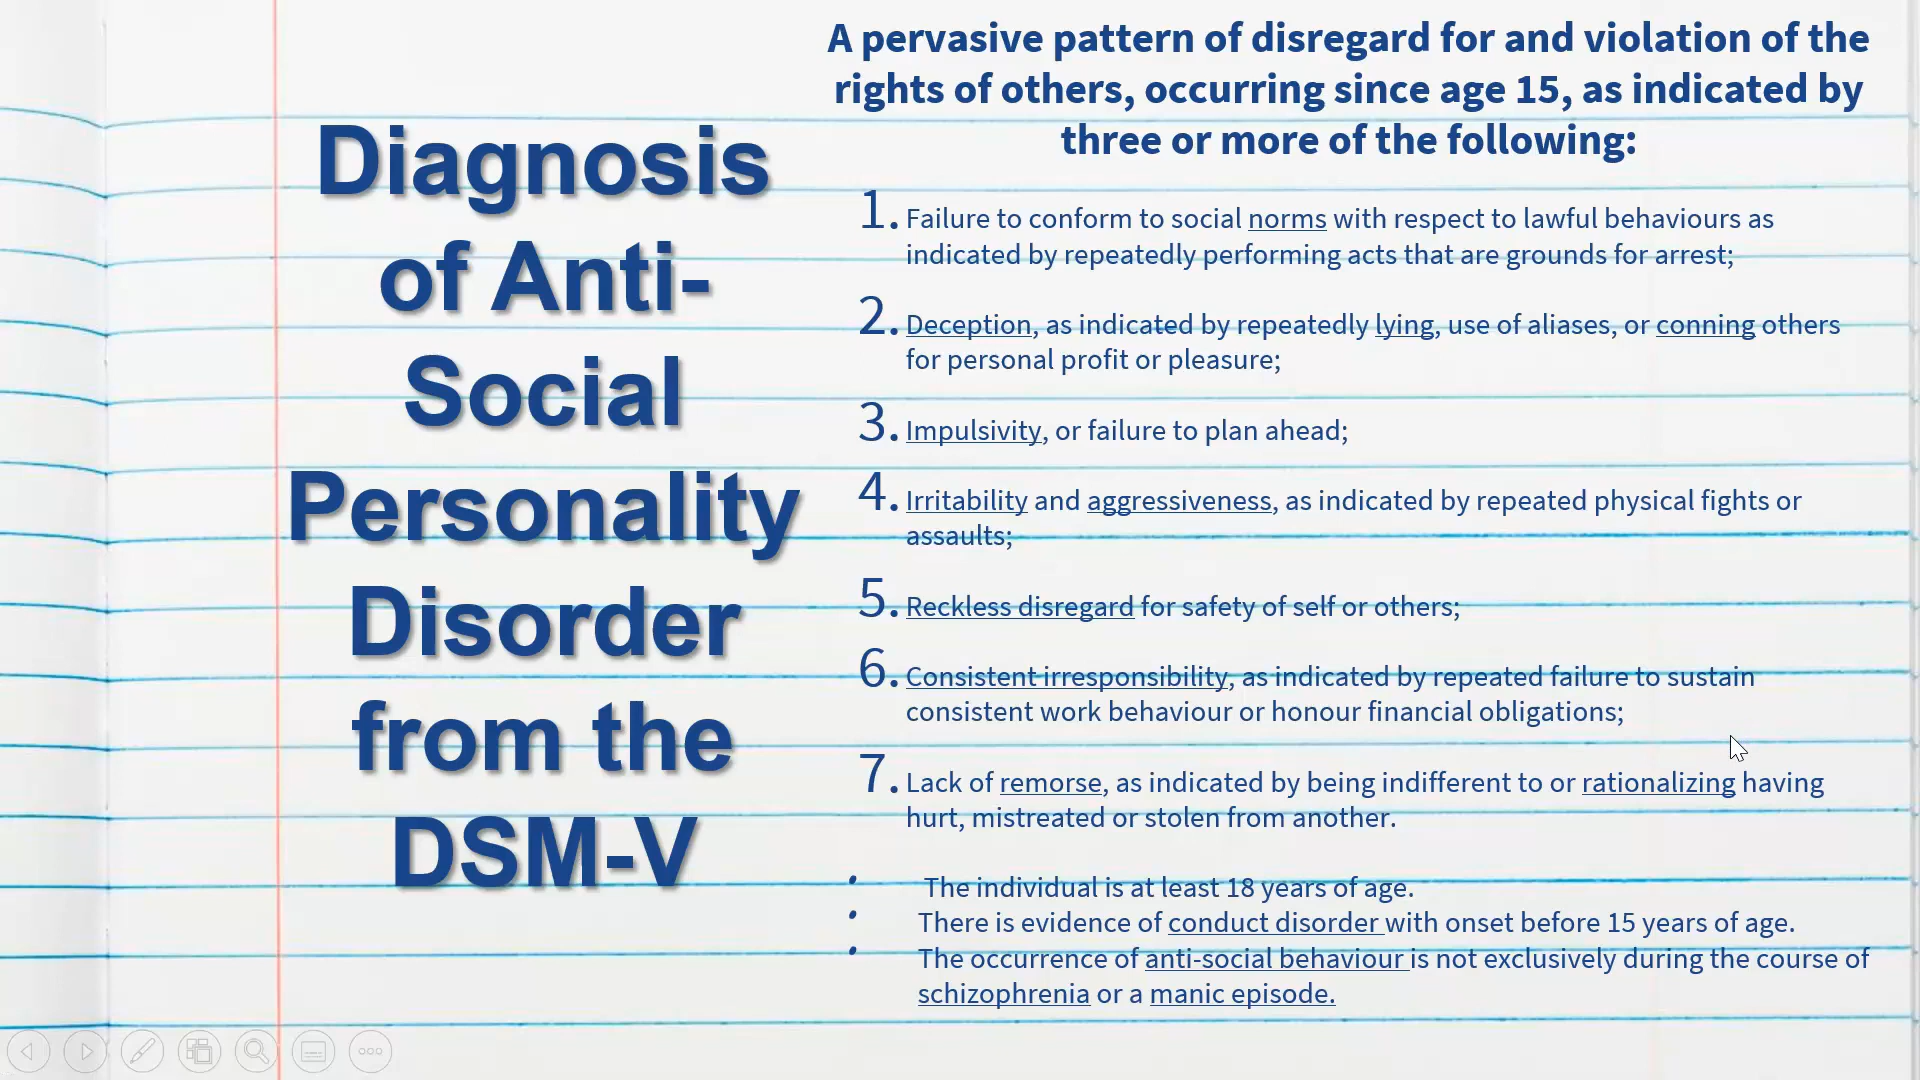 Diagnosis
of Anti-
Social
Personality
Disorder
from the
DSM-V
A pervasive pattern of disregard for and violation of the
rights of others, occurring since age 15, as indicated by
three or more of the following:
1. Failure to conform to social norms with respect to lawful behaviours as
indicated by repeatedly performing acts that are grounds for arrest;
2. Deception, as indicated by repeatedly lying, use of aliases, or conning others
for personal profit or pleasure;
3. Impulsivity, or failure to plan ahead;
4. Irritability and aggressiveness, as indicated by repeated physical fights or
assaults;
5. Reckless disregard for safety of self or others;
6. Consistent irresponsibility, as indicated by repeated failure to sustain
consistent work behaviour or honour financial obligations;
7. Lack of remorse, as indicated by being indifferent to or rationalizing having
hurt, mistreated or stolen from another.
• The individual is at least 18 years of age.
• There is evidence of conduct disorder with onset before 15 years of age.
• The occurrence of anti-social behaviour is not exclusively during the course of
schizophrenia or a manic episode.